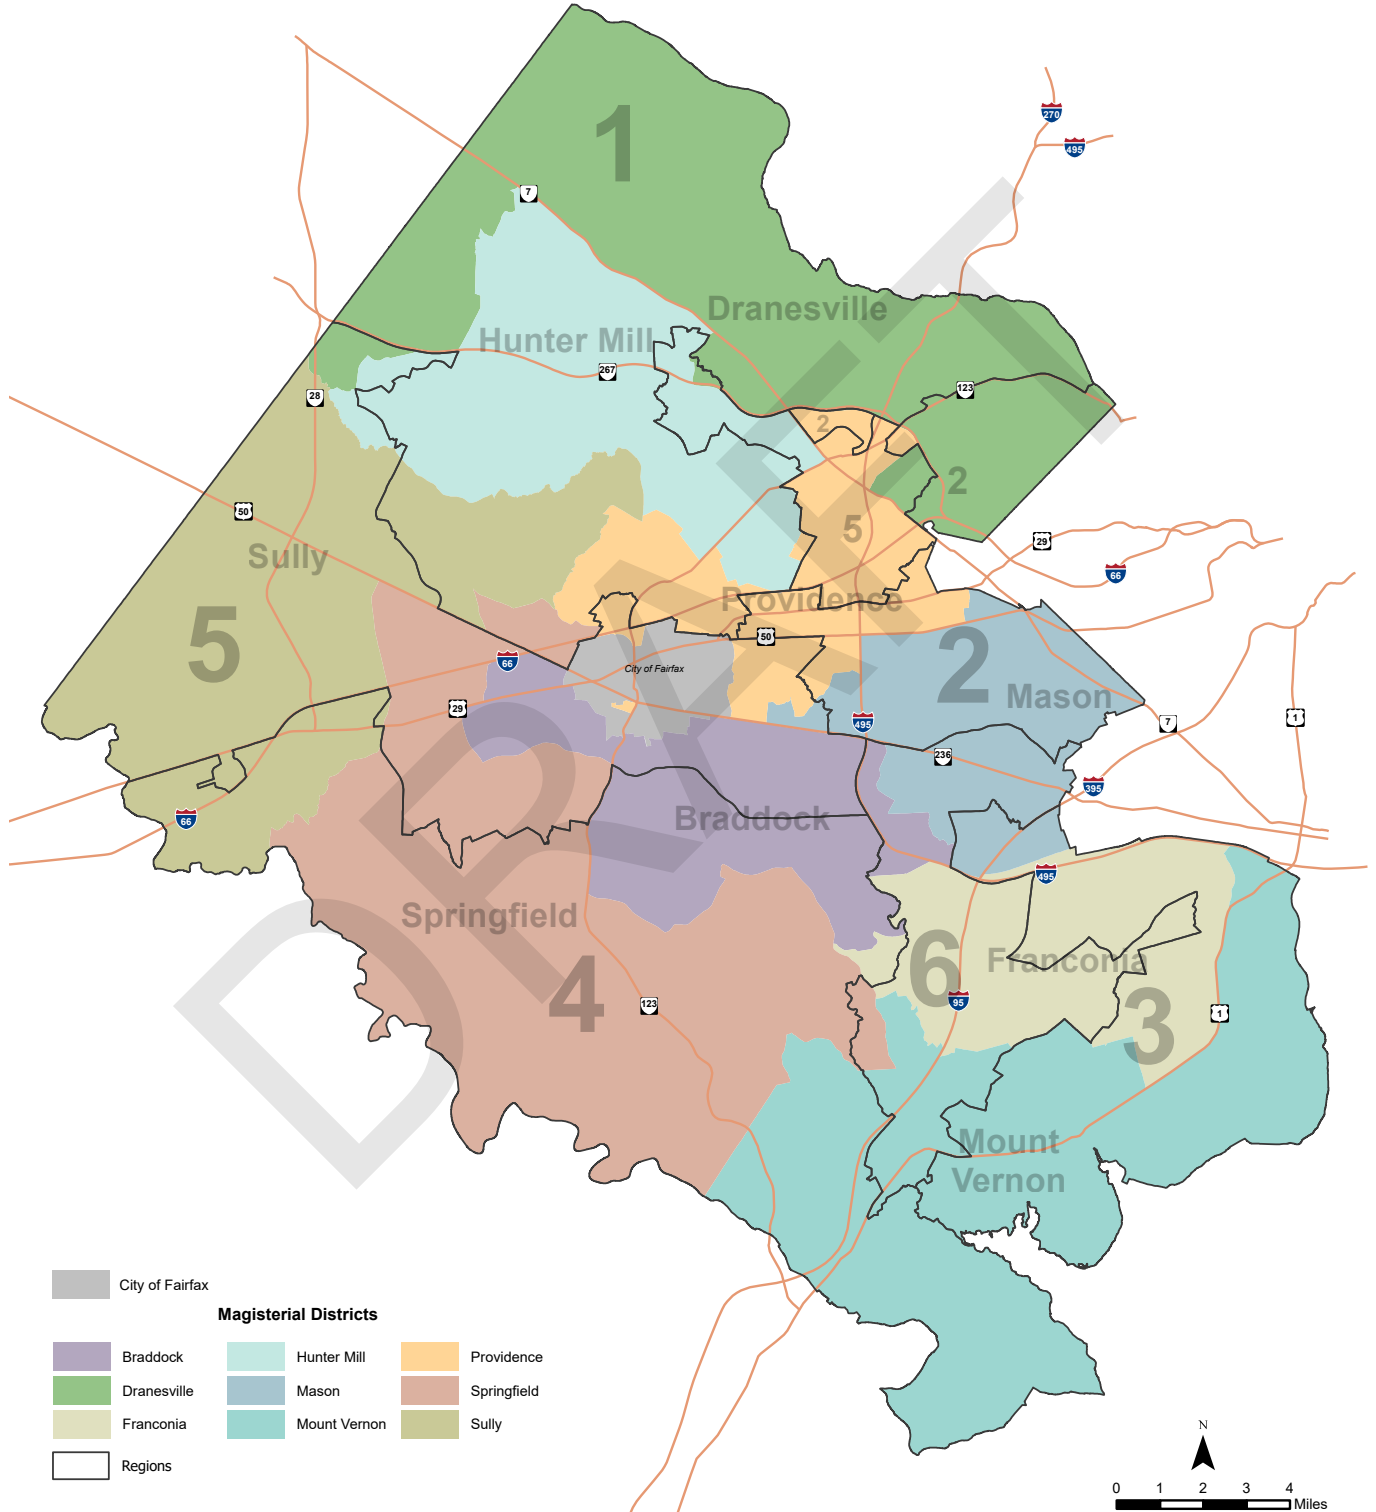 270
495
1
7
Dranesville
Hunter Mill
267
123
28
2
2
50
5
29
Sully
66
Providence
50
5
2
66
City of Fairfax
Mason
29
495
7
1
236
395
66
Braddock
495
Springfield
6
Franconia
4
95
123
3
1
Mount
Vernon
DRAFT
City of Fairfax
Magisterial Districts
Braddock
Hunter Mill
Providence
Dranesville
Mason
Springfield
Franconia
Mount Vernon
Sully
Regions
N
0 1 2 3 4
Miles